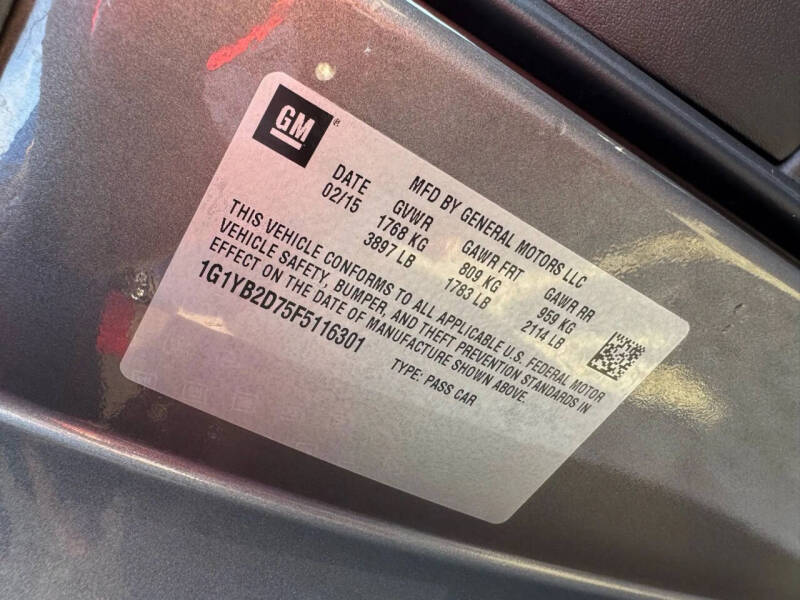 GM®
MFD BY GENERAL MOTORS LLC
DATE GVWR GAWR FRT GAWR RR
02/15 1768 KG 809 KG 959 KG
3897 LB 1783 LB 2114 LB
THIS VEHICLE CONFORMS TO ALL APPLICABLE U.S. FEDERAL MOTOR
VEHICLE SAFETY, BUMPER, AND THEFT PREVENTION STANDARDS IN
EFFECT ON THE DATE OF MANUFACTURE SHOWN ABOVE.
1G1YB2D75F5116301
TYPE: PASS CAR